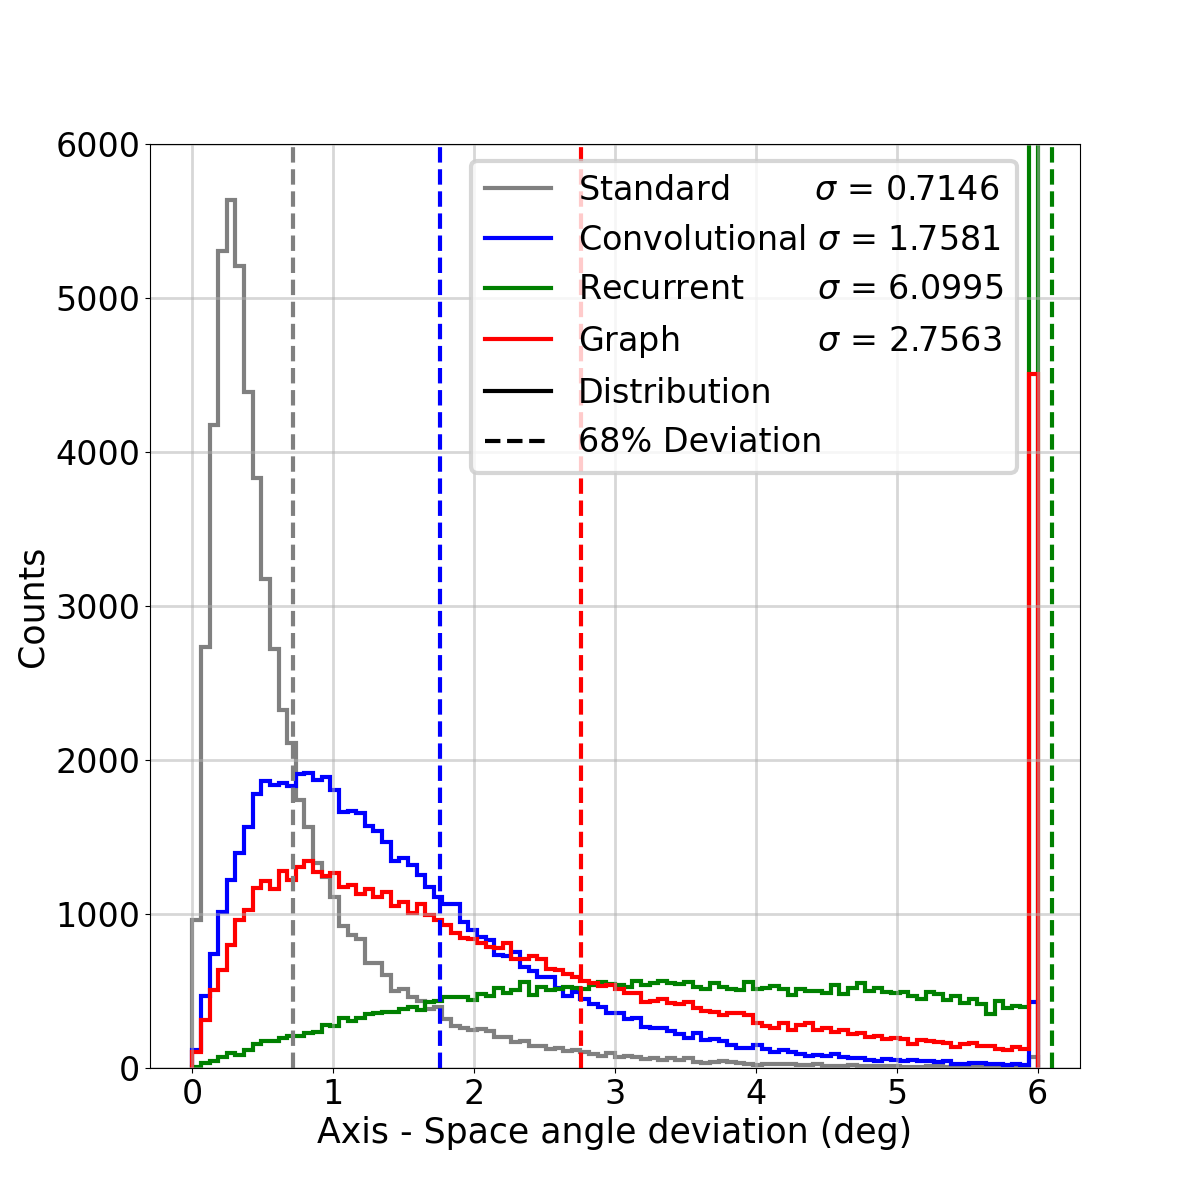 6000
5000
4000
3000
2000
1000
0
Counts
Standard σ = 0.7146
Convolutional σ = 1.7581
Recurrent σ = 6.0995
Graph σ = 2.7563
Distribution
68% Deviation
0 1 2 3 4 5 6
Axis - Space angle deviation (deg)